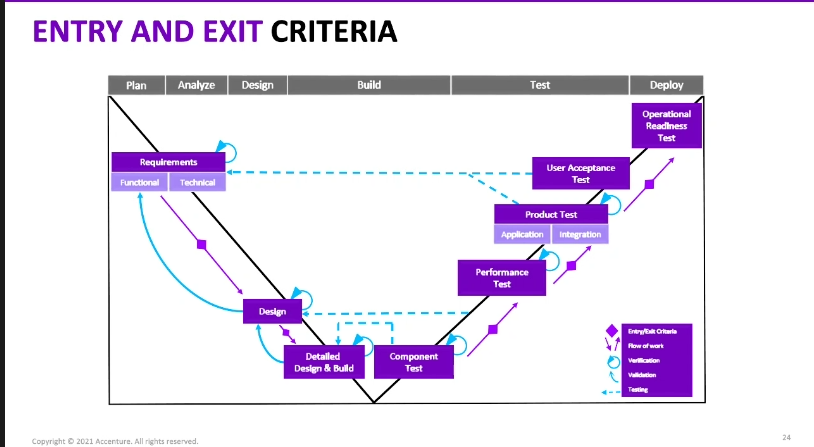 ENTRY AND EXIT CRITERIA
Plan
Analyze
Design
Build
Test
Deploy
Operational
Readiness
Test
Requirements
Functional
Technical
User Acceptance
Test
Product Test
Application
Integration
Performance
Test
Design
Detailed
Design & Build
Component
Test
Entry/Exit Criteria
Flow of work
Verification
Validation
Testing
Copyright © 2021 Accenture. All rights reserved.
24